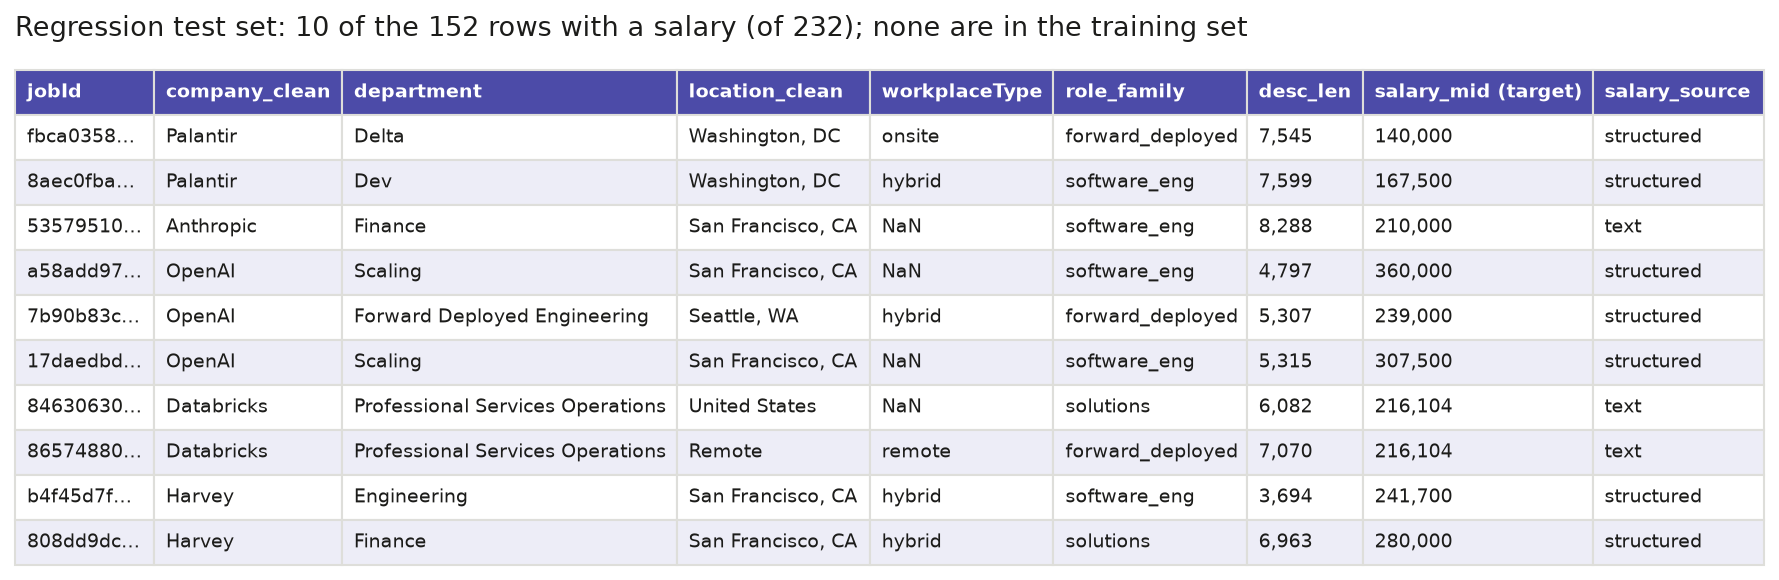 Regression test set: 10 of the 152 rows with a salary (of 232); none are in the training set
jobId company_clean department location_clean workplaceType role_family desc_len salary_mid (target) salary_source
fbca0358... Palantir Delta Washington, DC onsite forward_deployed 7,545 140,000 structured
8aec0fba... Palantir Dev Washington, DC hybrid software_eng 7,599 167,500 structured
53579510... Anthropic Finance San Francisco, CA NaN software_eng 8,288 210,000 text
a58add97... OpenAI Scaling San Francisco, CA NaN software_eng 4,797 360,000 structured
7b90b83c... OpenAI Forward Deployed Engineering Seattle, WA hybrid forward_deployed 5,307 239,000 structured
17daedbd... OpenAI Scaling San Francisco, CA NaN software_eng 5,315 307,500 structured
84630630... Databricks Professional Services Operations United States NaN solutions 6,082 216,104 text
86574880... Databricks Professional Services Operations Remote remote forward_deployed 7,070 216,104 text
b4f45d7f... Harvey Engineering San Francisco, CA hybrid software_eng 3,694 241,700 structured
808dd9dc... Harvey Finance San Francisco, CA hybrid solutions 6,963 280,000 structured